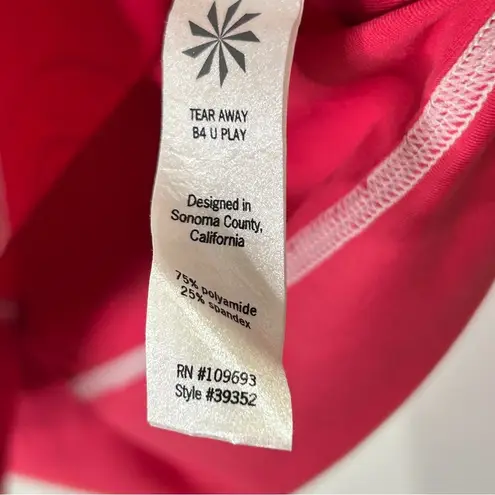 TEAR AWAY
B4 U PLAY
Designed in
Sonoma County,
California
75% polyamide
25% spandex
RN #109693
Style #39352